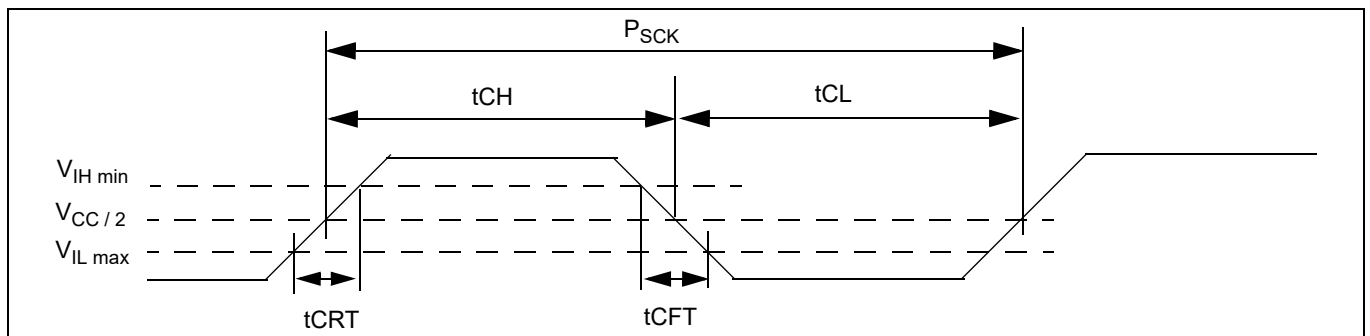 PSCK
tCH
tCL
VIH min
VCC / 2
VIL max
tCRT
tCFT